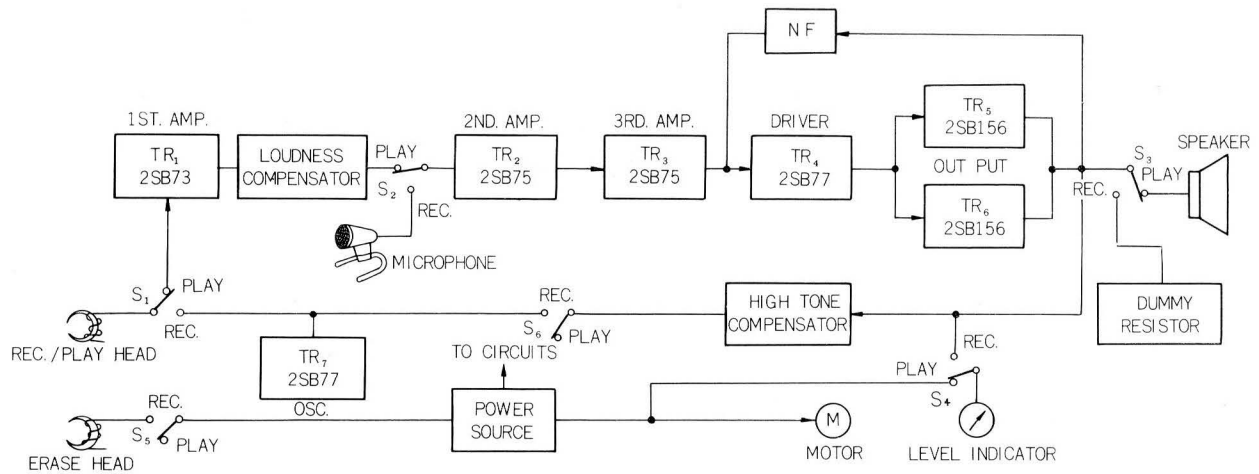 NF
1ST. AMP.
TR1
2SB73
LOUDNESS
COMPENSATOR
PLAY
S2
REC.
MICROPHONE
2ND. AMP.
TR2
2SB75
3RD. AMP.
TR3
2SB75
DRIVER
TR4
2SB77
TR5
2SB156
OUT PUT
TR6
2SB156
S3
PLAY
REC.
SPEAKER
DUMMY
RESISTOR
S1
PLAY
REC.
REC./PLAY HEAD
TR7
2SB77
OSC.
REC.
S6
PLAY
HIGH TONE
COMPENSATOR
TO CIRCUITS
POWER
SOURCE
REC.
PLAY
S4
LEVEL INDICATOR
M
MOTOR
REC.
S5
PLAY
ERASE HEAD